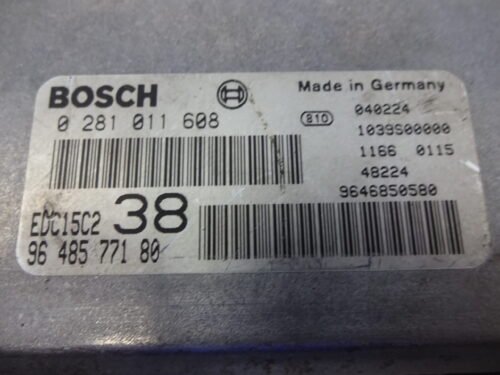 BOSCH
Made in Germany
0 281 011 608
810
040224
1039S00000
1166 0115
48224
9646850580
EDC15C2 38
96 485 771 80